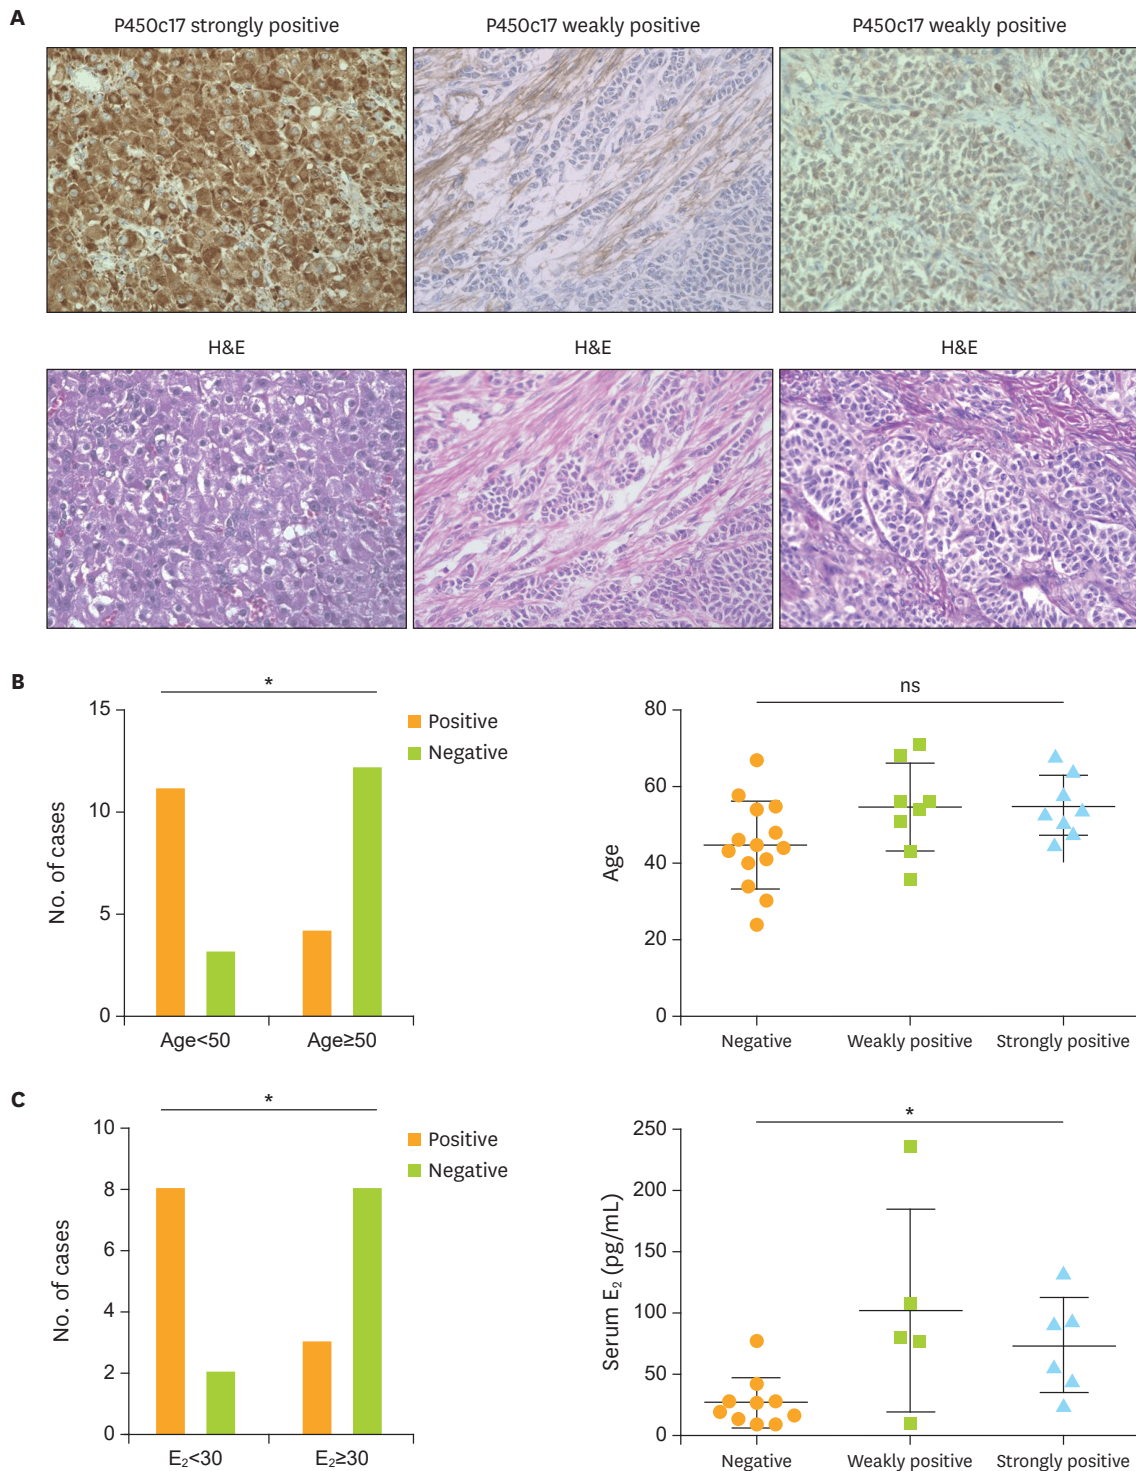 A
P450c17 strongly positive
P450c17 weakly positive
P450c17 weakly positive
H&E
H&E
H&E
B
*
15
10
5
0
No. of cases
Age<50
Age≥50
Positive
Negative
ns
80
60
40
20
0
Age
Negative
Weakly positive
Strongly positive
C
*
10
8
6
4
2
0
No. of cases
E₂<30
E₂≥30
Positive
Negative
*
250
200
150
100
50
0
Serum E₂ (pg/mL)
Negative
Weakly positive
Strongly positive